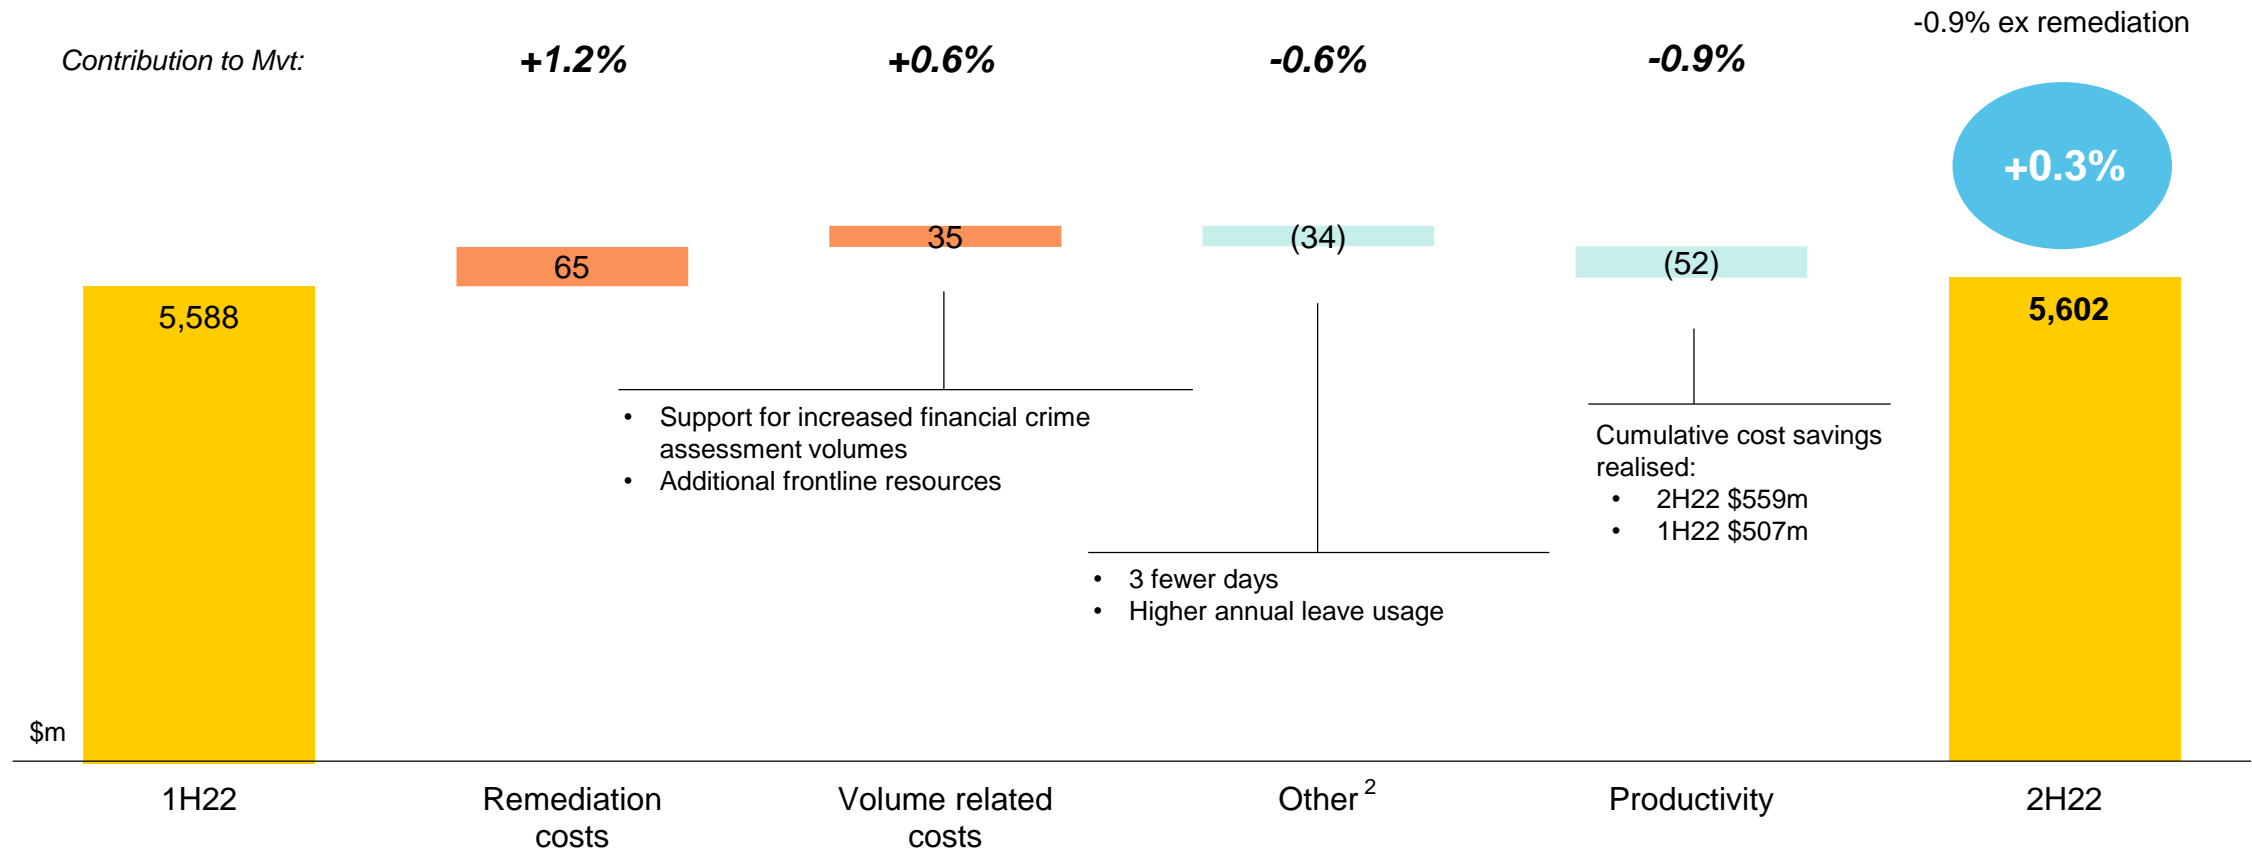 -0.9% ex remediation
Contribution to Mvt: +1.2% +0.6% -0.6% -0.9%
+0.3%
5,588
65
35
(34)
(52)
5,602
• Support for increased financial crime
assessment volumes
• Additional frontline resources
• 3 fewer days
• Higher annual leave usage
Cumulative cost savings
realised:
• 2H22 $559m
• 1H22 $507m
$m
1H22
Remediation
costs
Volume related
costs
Other 2
Productivity
2H22